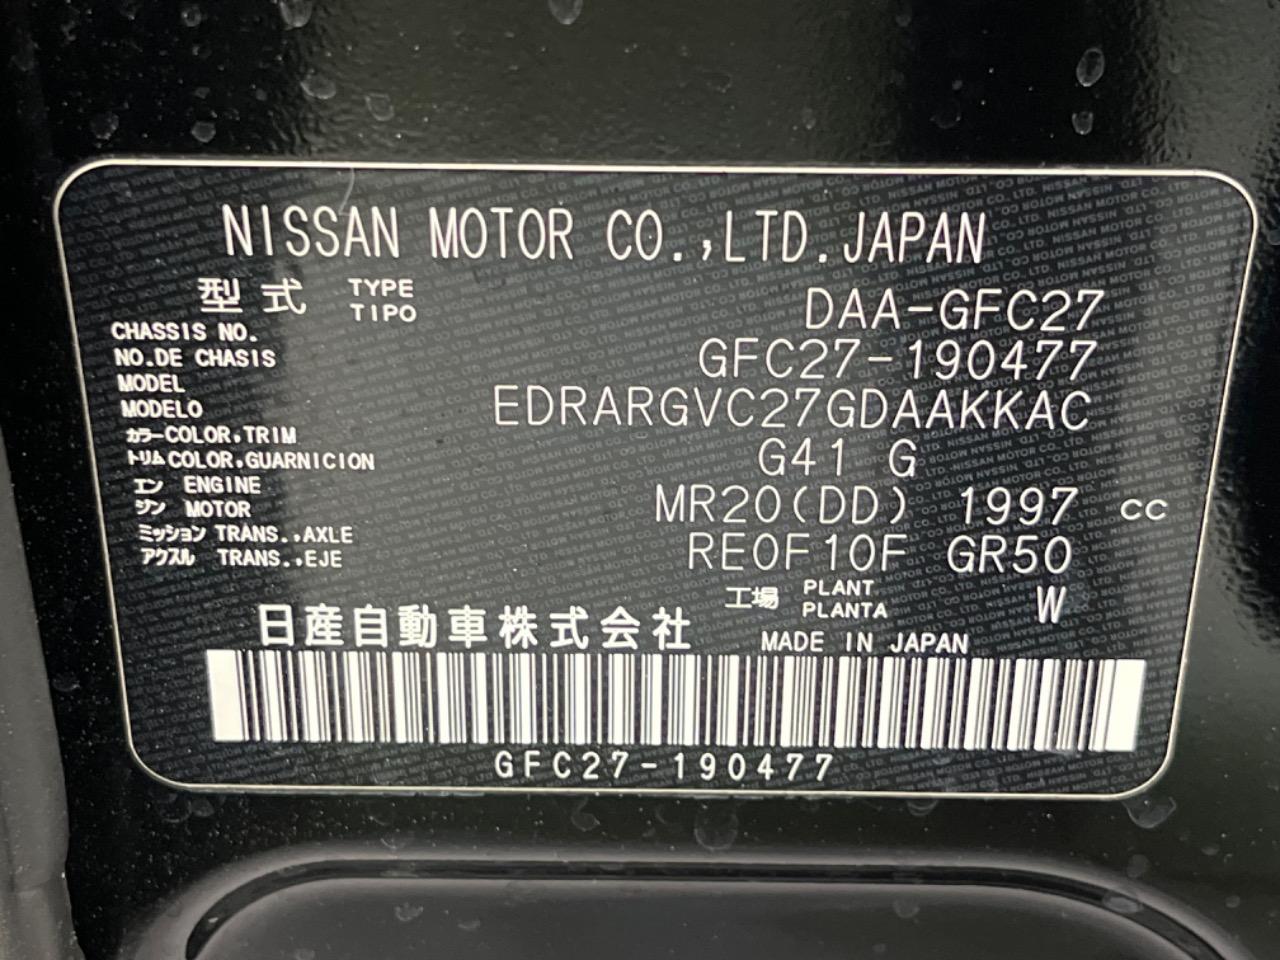 NISSAN MOTOR CO.,LTD.JAPAN
型式 TYPE TIPO DAA-GFC27
CHASSIS NO.
NO.DE CHASIS GFC27-190477
MODEL
MODELO EDRARGVC27GDAAKKAC
カラー COLOR,TRIM
トリム COLOR.GUARNICION G41 G
エン ENGINE
ジン MOTOR MR20(DD) 1997 CC
ミッション TRANS.,AXLE
アクスル TRANS.,EJE RE0F10F GR50
工場 PLANT PLANTA W
日産自動車株式会社 MADE IN JAPAN
GFC27-190477